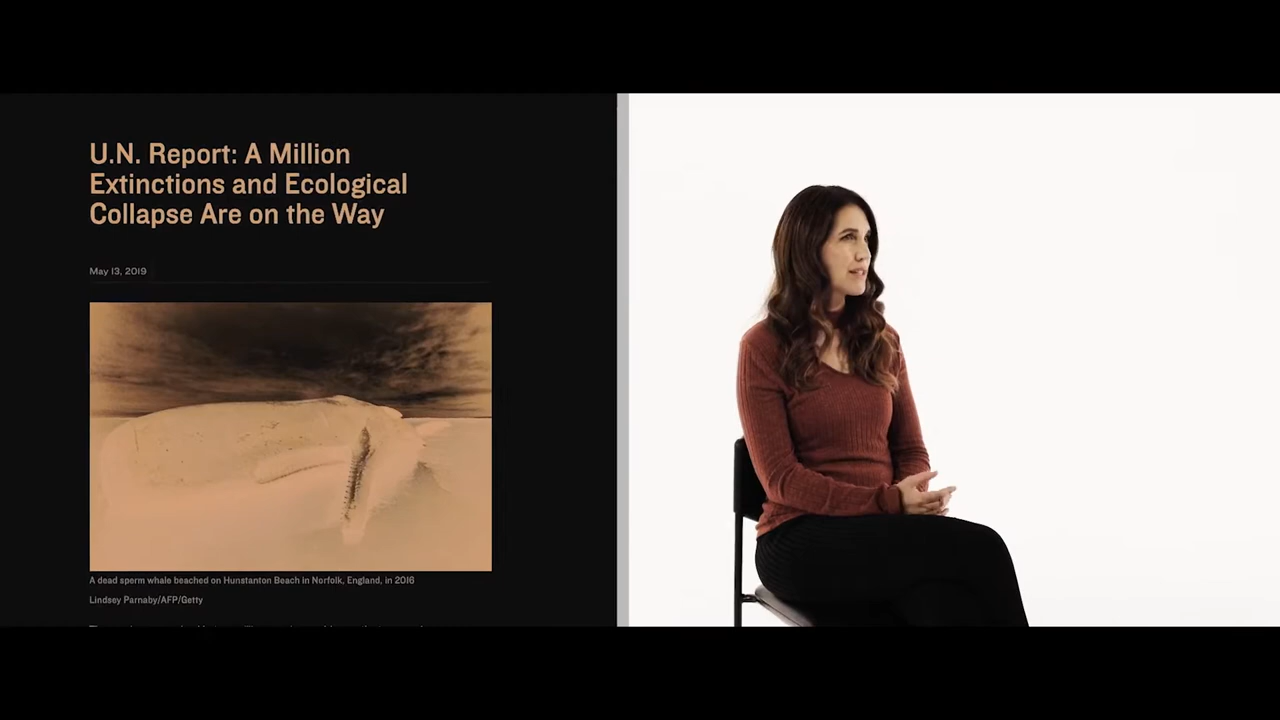 U.N. Report: A Million
Extinctions and Ecological
Collapse Are on the Way
May 13, 2019
A dead sperm whale beached on Hunstanton Beach in Norfolk, England, in 2016
Lindsey Parnaby/AFP/Getty